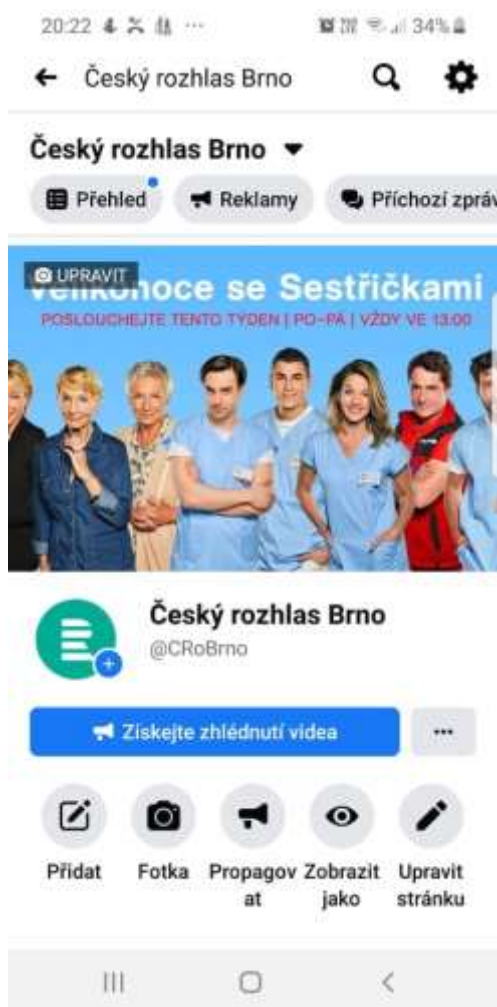 20:22
34%
Český rozhlas Brno
Český rozhlas Brno
Přehled
Reklamy
Příchozí zpráv
UPRAVIT
Velikonoce se Sestřičkami
POSLOUCHEJTE TENTO TÝDEN | PO–PÁ | VŽDY VE 13:00
Český rozhlas Brno
@CRoBrno
Získejte zhlédnutí videa
Přidat
Fotka
Propagov
at
Zobrazit
jako
Upravit
stránku